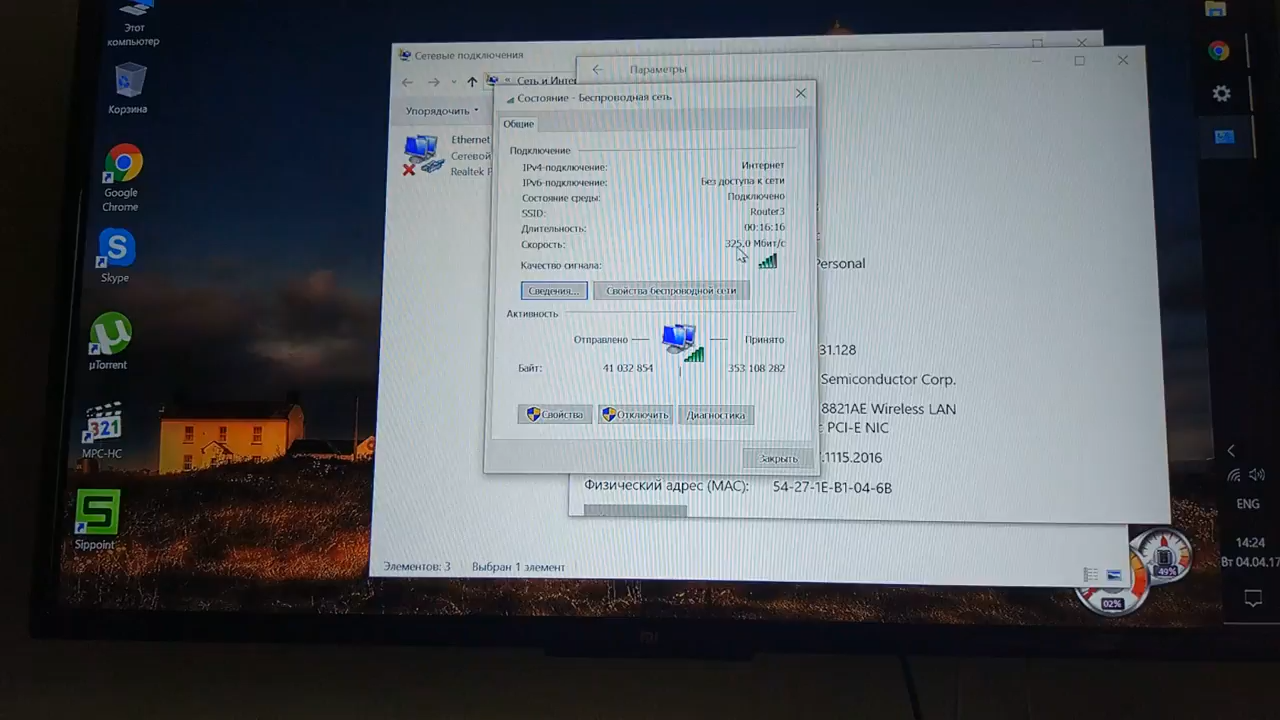 Этот
компьютер
Корзина
Google
Chrome
Skype
µTorrent
321
MPC-HC
S
Sippoint
Сетевые подключения
Сеть и Интер
Упорядочить
Ethernet
Сетевой
Realtek P
Элементов: 3 Выбран 1 элемент
Параметры
Personal
31.128
Semiconductor Corp.
8821AE Wireless LAN
PCI-E NIC
.1115.2016
Физический адрес (MAC): 54-27-1E-B1-04-6B
Состояние - Беспроводная сеть
Общие
Подключение
IPv4-подключение: Интернет
IPv6-подключение: Без доступа к сети
Состояние среды: Подключено
SSID: Router3
Длительность: 00:16:16
Скорость: 325.0 Мбит/с
Качество сигнала:
Сведения... Свойства беспроводной сети
Активность
Отправлено Принято
Байт: 41 032 854 353 108 282
Свойства Отключить Диагностика
Закрыть
ENG
14:24
Вт 04.04.17
49%
02%
mi